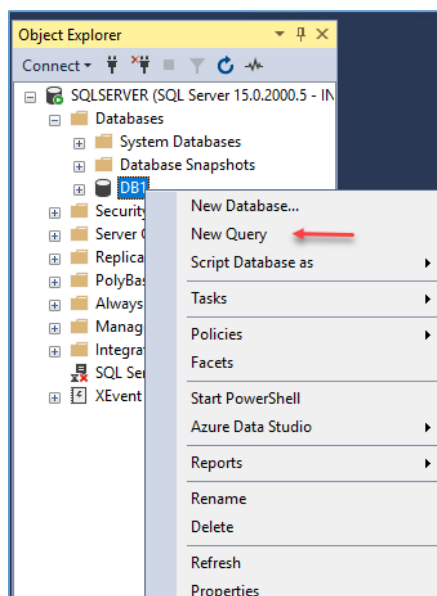 Object Explorer
Connect
SQLSERVER (SQL Server 15.0.2000.5 - IN
Databases
System Databases
Database Snapshots
DB1
Security
Server
Replica
PolyBas
Always
Manag
Integra
SQL Ser
XEvent
New Database...
New Query
Script Database as
Tasks
Policies
Facets
Start PowerShell
Azure Data Studio
Reports
Rename
Delete
Refresh
Properties